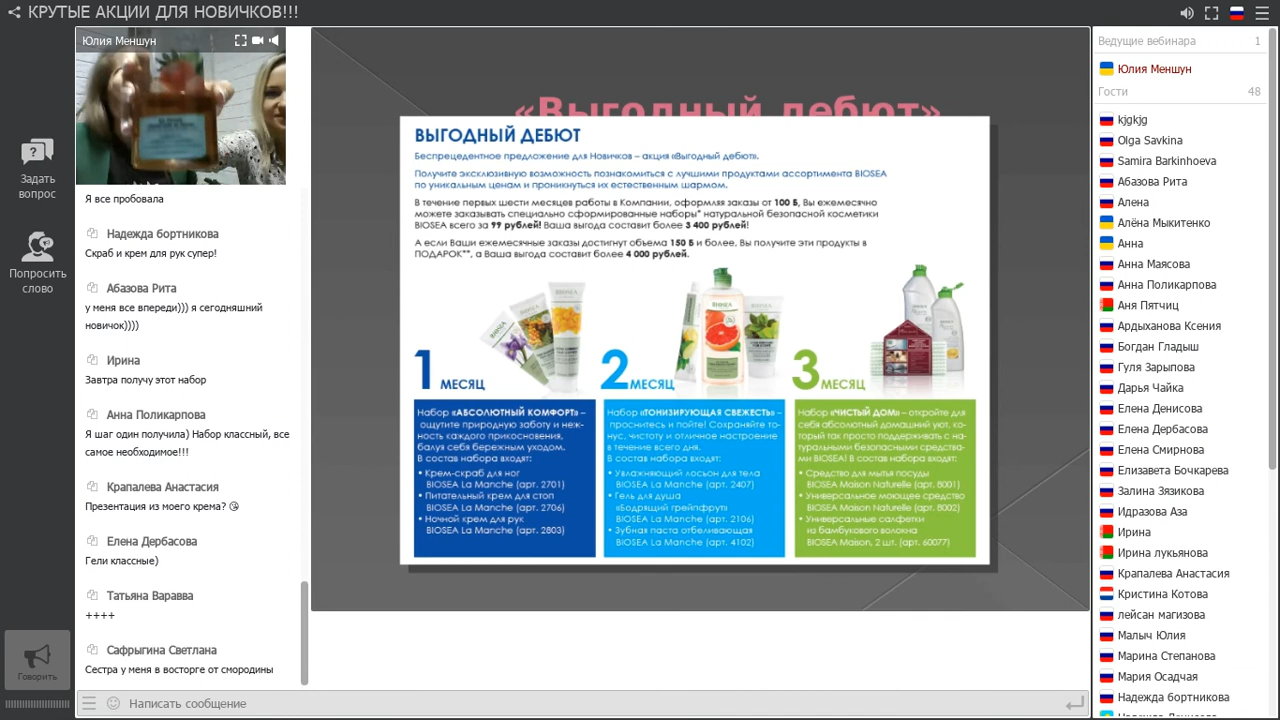 КРУТЫЕ АКЦИИ ДЛЯ НОВИЧКОВ!!!
Задать
вопрос
Попросить
слово
Говорить
Юлия Меншун
Я все пробовала
Надежда бортникова
Скраб и крем для рук супер!
Абазова Рита
у меня все впереди))) я сегодняшний
новичок))))
Ирина
Завтра получу этот набор
Анна Поликарпова
Я шаг один получила) Набор классный, все
самое необходимое!!!
Крапалева Анастасия
Презентация из моего крема? 😘
Елена Дербасова
Гели классные)
Татьяна Варавва
++++
Сафрыгина Светлана
Сестра у меня в восторге от смородины
Написать сообщение
«Выгодный дебют»
ВЫГОДНЫЙ ДЕБЮТ
Беспрецедентное предложение для Новичков – акция «Выгодный дебют».
Получите эксклюзивную возможность познакомиться с лучшими продуктами ассортимента BIOSEA
по уникальным ценам и проникнуться их естественным шармом.
В течение первых шести месяцев работы в Компании, оформляя заказы от 100 Б, Вы ежемесячно
можете заказывать специально сформированные наборы* натуральной безопасной косметики
BIOSEA всего за 99 рублей! Ваша выгода составит более 3 400 рублей!
А если Ваши ежемесячные заказы достигнут объема 150 Б и более, Вы получите эти продукты в
ПОДАРОК**, а Ваша выгода составит более 4 000 рублей.
1 МЕСЯЦ
Набор «АБСОЛЮТНЫЙ КОМФОРТ» –
ощутите природную заботу и неж-
ность каждого прикосновения,
балуя себя бережным уходом.
В состав набора входят:
• Крем-скраб для ног
BIOSEA La Manche (арт. 2701)
• Питательный крем для стоп
BIOSEA La Manche (арт. 2706)
• Ночной крем для рук
BIOSEA La Manche (арт. 2803)
2 МЕСЯЦ
Набор «ТОНИЗИРУЮЩАЯ СВЕЖЕСТЬ» –
проснитесь и пойте! Сохраняйте то-
нус, чистоту и отличное настроение
в течение всего дня.
В состав набора входят:
• Увлажняющий лосьон для тела
BIOSEA La Manche (арт. 2407)
• Гель для душа
«Бодрящий грейпфрут»
BIOSEA La Manche (арт. 2106)
• Зубная паста отбеливающая
BIOSEA La Manche (арт. 4102)
3 МЕСЯЦ
Набор «ЧИСТЫЙ ДОМ» – откройте для
себя абсолютный домашний уют, ко-
торый так просто поддерживать с на-
туральными безопасными средства-
ми BIOSEA! В состав набора входят:
• Средство для мытья посуды
BIOSEA Maison Naturelle (арт. 8001)
• Универсальное моющее средство
BIOSEA Maison Naturelle (арт. 8002)
• Универсальные салфетки
из бамбукового волокна
BIOSEA Maison, 2 шт. (арт. 60077)
Ведущие вебинара 1
Юлия Меншун
Гости 48
kjgkjg
Olga Savkina
Samira Barkinhoeva
Абазова Рита
Алена
Алёна Мыкитенко
Анна
Анна Маясова
Анна Поликарпова
Аня Пятчиц
Ардыханова Ксения
Богдан Гладыш
Гуля Зарыпова
Дарья Чайка
Елена Денисова
Елена Дербасова
Елена Смирнова
Елизавета Бочкарева
Залина Зязикова
Идразова Аза
Ирина
Ирина лукьянова
Крапалева Анастасия
Кристина Котова
лейсан магизова
Малыч Юлия
Марина Степанова
Мария Осадчая
Надежда бортникова